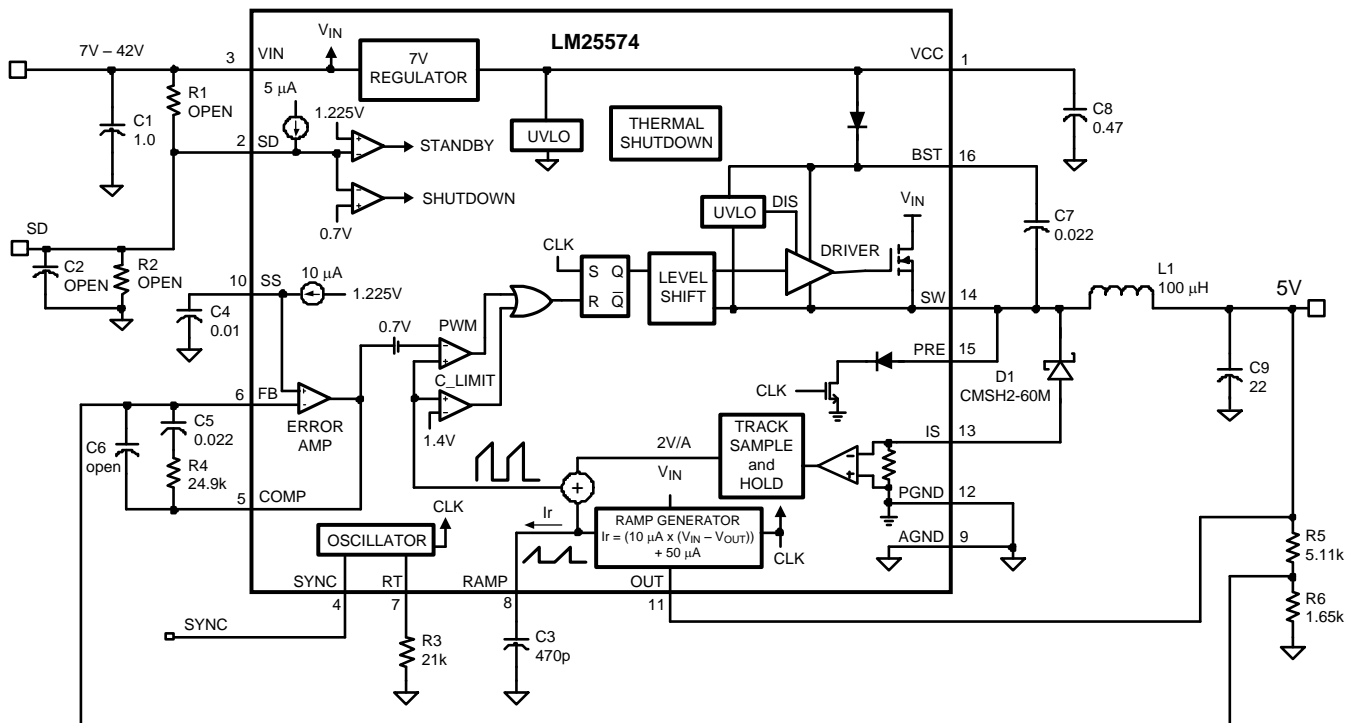 LM25574
7V – 42V
3
VIN
V_IN
7V
REGULATOR
VCC
1
R1
OPEN
C1
1.0
5 µA
1.225V
2
SD
STANDBY
SHUTDOWN
0.7V
UVLO
THERMAL
SHUTDOWN
C8
0.47
BST
16
UVLO
DIS
V_IN
DRIVER
C7
0.022
SD
C2
OPEN
R2
OPEN
10
SS
10 µA
1.225V
C4
0.01
CLK
S Q
R Q̅
LEVEL
SHIFT
SW
14
L1
100 µH
5V
0.7V
PWM
C_LIMIT
1.4V
PRE
15
CLK
D1
CMSH2-60M
C9
22
6
FB
ERROR
AMP
C5
0.022
C6
open
R4
24.9k
5
COMP
2V/A
TRACK
SAMPLE
and
HOLD
IS
13
PGND
12
AGND
9
V_IN
CLK
OSCILLATOR
Ir
RAMP GENERATOR
Ir = (10 µA x (V_IN – V_OUT))
+ 50 µA
CLK
SYNC
4
RT
7
RAMP
8
OUT
11
R5
5.11k
R6
1.65k
SYNC
R3
21k
C3
470p